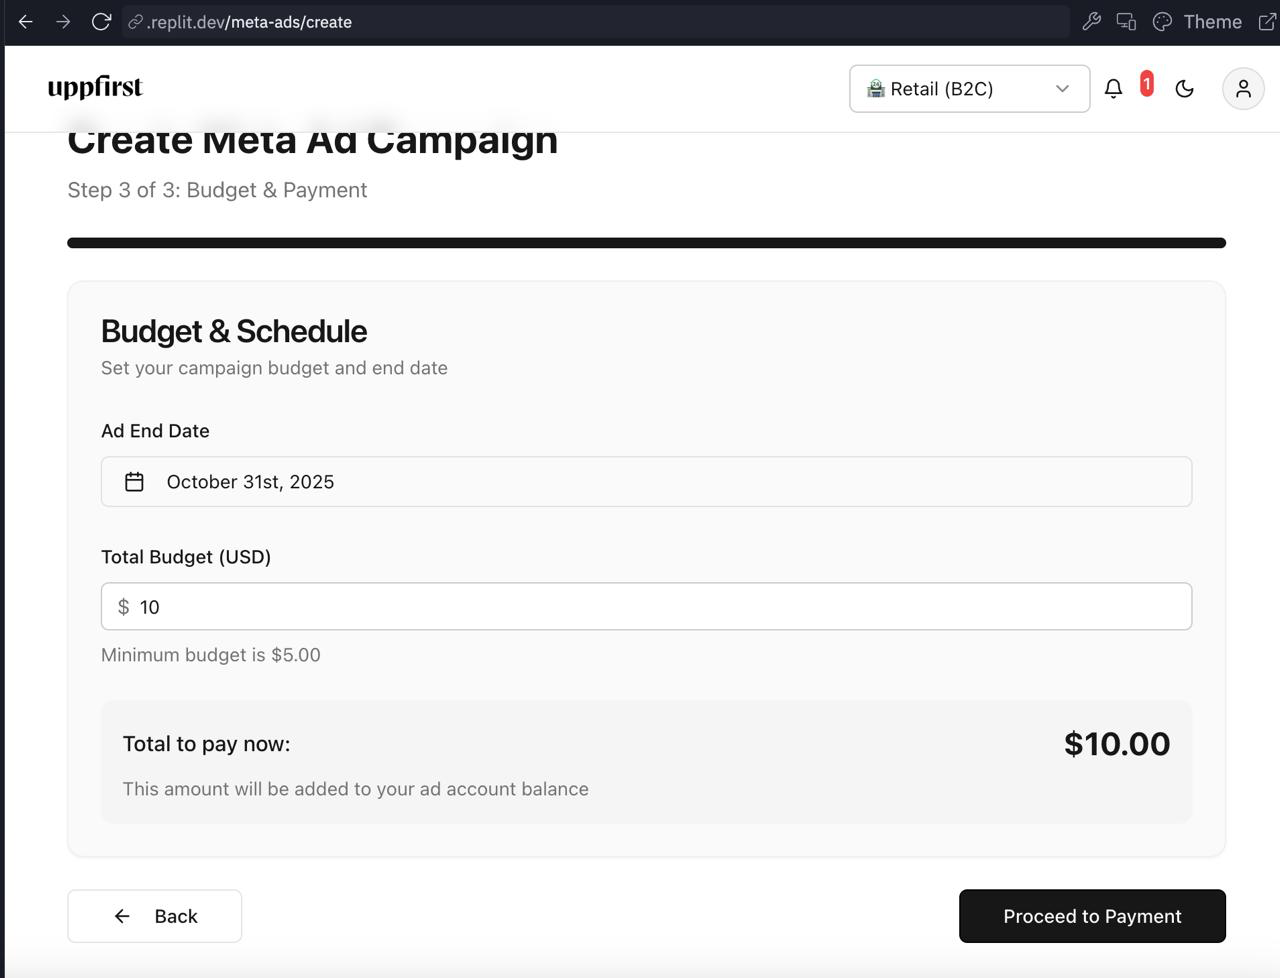 .replit.dev/meta-ads/create
Theme
uppfirst
Retail (B2C)
1
Create Meta Ad Campaign
Step 3 of 3: Budget & Payment
Budget & Schedule
Set your campaign budget and end date
Ad End Date
October 31st, 2025
Total Budget (USD)
$ 10
Minimum budget is $5.00
Total to pay now:
$10.00
This amount will be added to your ad account balance
Back
Proceed to Payment